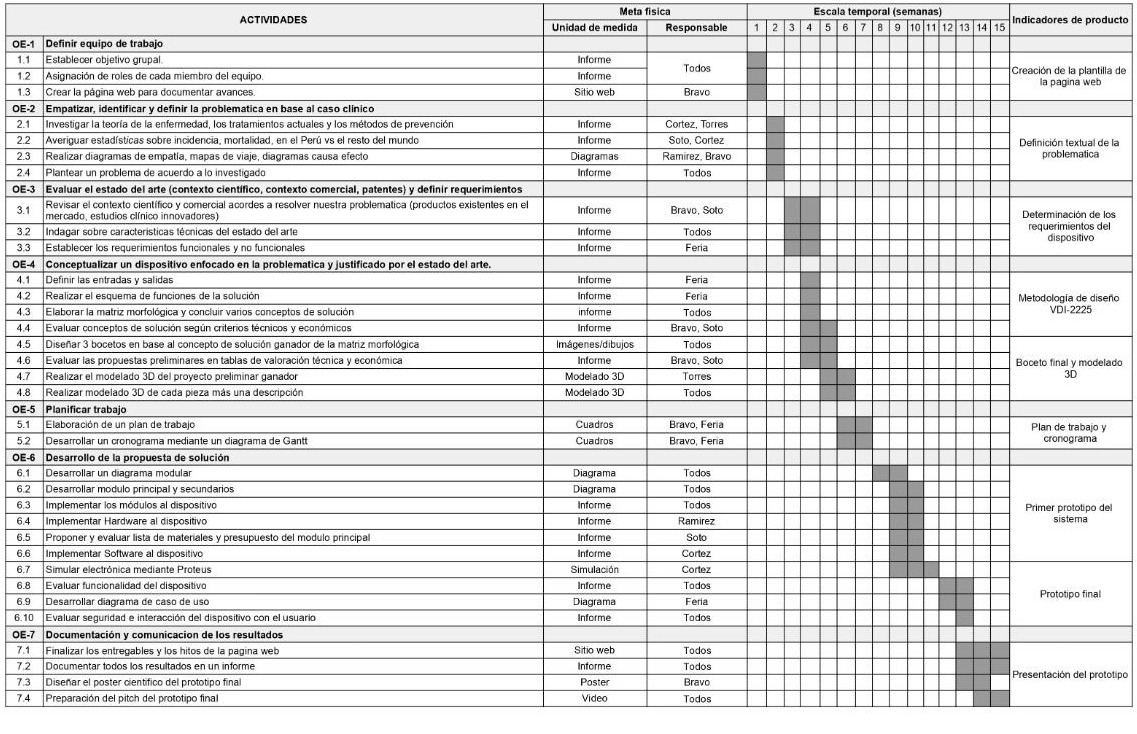 ACTIVIDADES Meta fisica Escala temporal (semanas) Indicadores de producto
Unidad de medida Responsable 1 2 3 4 5 6 7 8 9 10 11 12 13 14 15
OE-1 Definir equipo de trabajo
1.1 Establecer objetivo grupal. Informe Todos Creación de la plantilla de la pagina web
1.2 Asignación de roles de cada miembro del equipo. Informe
1.3 Crear la página web para documentar avances. Sitio web Bravo
OE-2 Empatizar, identificar y definir la problematica en base al caso clínico
2.1 Investigar la teoría de la enfermedad, los tratamientos actuales y los métodos de prevención Informe Cortez, Torres Definición textual de la problematica
2.2 Averiguar estadísticas sobre incidencia, mortalidad, en el Perú vs el resto del mundo Informe Soto, Cortez
2.3 Realizar diagramas de empatía, mapas de viaje, diagramas causa efecto Diagramas Ramirez, Bravo
2.4 Plantear un problema de acuerdo a lo investigado Informe Todos
OE-3 Evaluar el estado del arte (contexto científico, contexto comercial, patentes) y definir requerimientos
3.1 Revisar el contexto científico y comercial acordes a resolver nuestra problematica (productos existentes en el
mercado, estudios clínico innovadores) Informe Bravo, Soto Determinación de los requerimientos del dispositivo
3.2 Indagar sobre caracteristicas técnicas del estado del arte Informe Todos
3.3 Establecer los requerimientos funcionales y no funcionales Informe Feria
OE-4 Conceptualizar un dispositivo enfocado en la problematica y justificado por el estado del arte.
4.1 Definir las entradas y salidas Informe Feria Metodología de diseño VDI-2225
4.2 Realizar el esquema de funciones de la solución Informe Feria
4.3 Elaborar la matriz morfológica y concluir varios conceptos de solución informe Todos
4.4 Evaluar conceptos de solución según criterios técnicos y económicos Informe Bravo, Soto
4.5 Diseñar 3 bocetos en base al concepto de solución ganador de la matriz morfológica Imágenes/dibujos Todos Boceto final y modelado 3D
4.6 Evaluar las propuestas preliminares en tablas de valoración técnica y económica Informe Bravo, Soto
4.7 Realizar el modelado 3D del proyecto preliminar ganador Modelado 3D Torres
4.8 Realizar modelado 3D de cada pieza más una descripción Modelado 3D Todos
OE-5 Planificar trabajo
5.1 Elaboración de un plan de trabajo Cuadros Bravo, Feria Plan de trabajo y cronograma
5.2 Desarrollar un cronograma mediante un diagrama de Gantt Cuadros Bravo, Feria
OE-6 Desarrollo de la propuesta de solución
6.1 Desarrollar un diagrama modular Diagrama Todos Primer prototipo del sistema
6.2 Desarrollar modulo principal y secundarios Diagrama Todos
6.3 Implementar los módulos al dispositivo Informe Todos
6.4 Implementar Hardware al dispositivo Informe Ramirez
6.5 Proponer y evaluar lista de materiales y presupuesto del modulo principal Informe Soto
6.6 Implementar Software al dispositivo Informe Cortez
6.7 Simular electrónica mediante Proteus Simulación Cortez Prototipo final
6.8 Evaluar funcionalidad del dispositivo Informe Todos
6.9 Desarrollar diagrama de caso de uso Diagrama Feria
6.10 Evaluar seguridad e interacción del dispositivo con el usuario Informe Todos
OE-7 Documentación y comunicacion de los resultados
7.1 Finalizar los entregables y los hitos de la pagina web Sitio web Todos Presentación del prototipo
7.2 Documentar todos los resultados en un informe Informe Todos
7.3 Diseñar el poster cientifico del prototipo final Poster Bravo
7.4 Preparación del pitch del prototipo final Video Todos